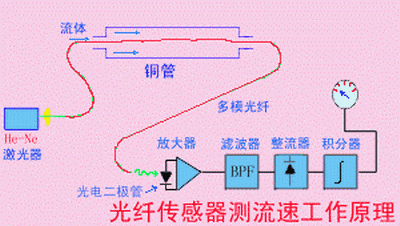 流体
铜管
多模光纤
He-Ne
激光器
放大器
滤波器
整流器
积分器
BPF
∫
光电二极管
光纤传感器测流速工作原理